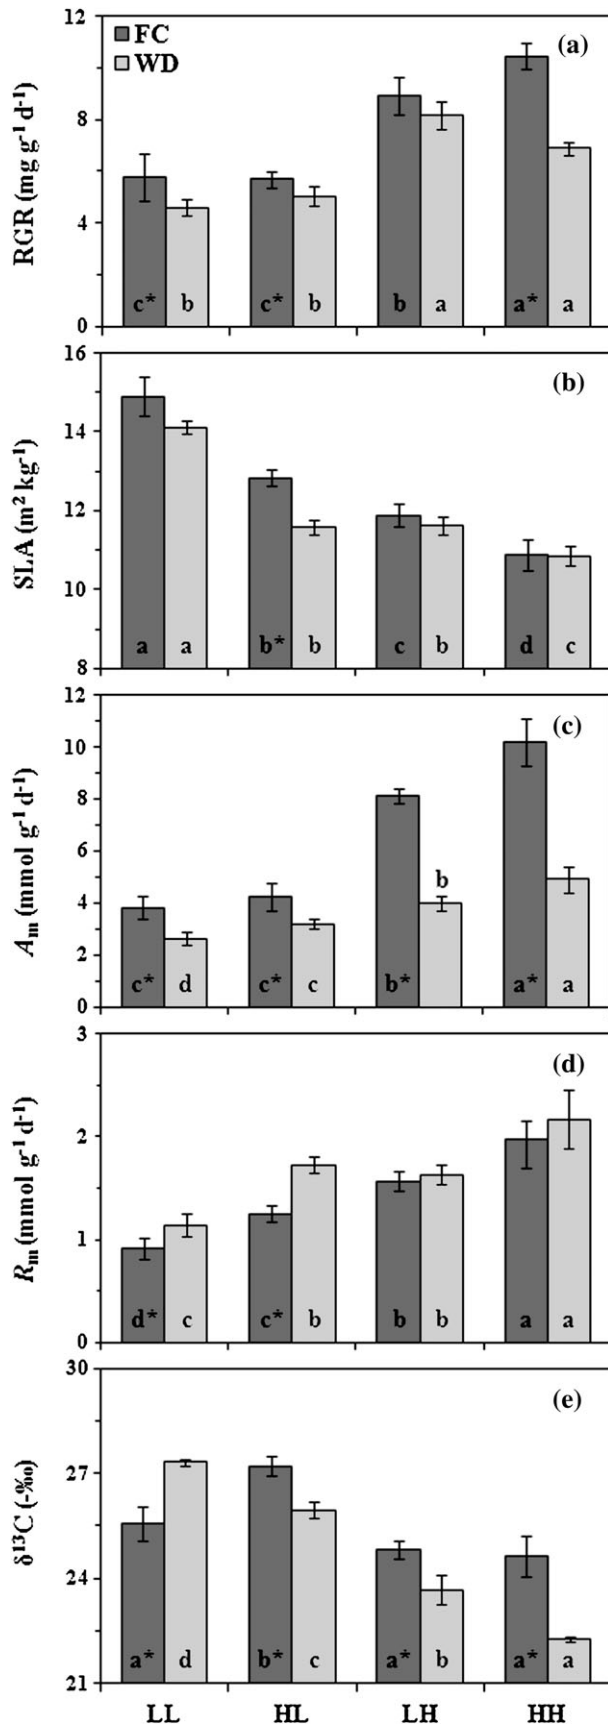 12
FC
(a)
WD
RGR (mg g⁻¹ d⁻¹)
8
4
c* b c* b b a a* a
0
16
(b)
SLA (m² kg⁻¹)
14
12
10
a a b* b c b d c
8
12
(c)
Aₘ (mmol g⁻¹ d⁻¹)
10
8
6
b
4
2
c* d c* c b* a* a
0
3
(d)
Rₘ (mmol g⁻¹ d⁻¹)
2
1
d* c c* b b b a a
0
30
(e)
δ¹³C (-‰)
27
24
a* d b* c a* b a* a
21
LL HL LH HH